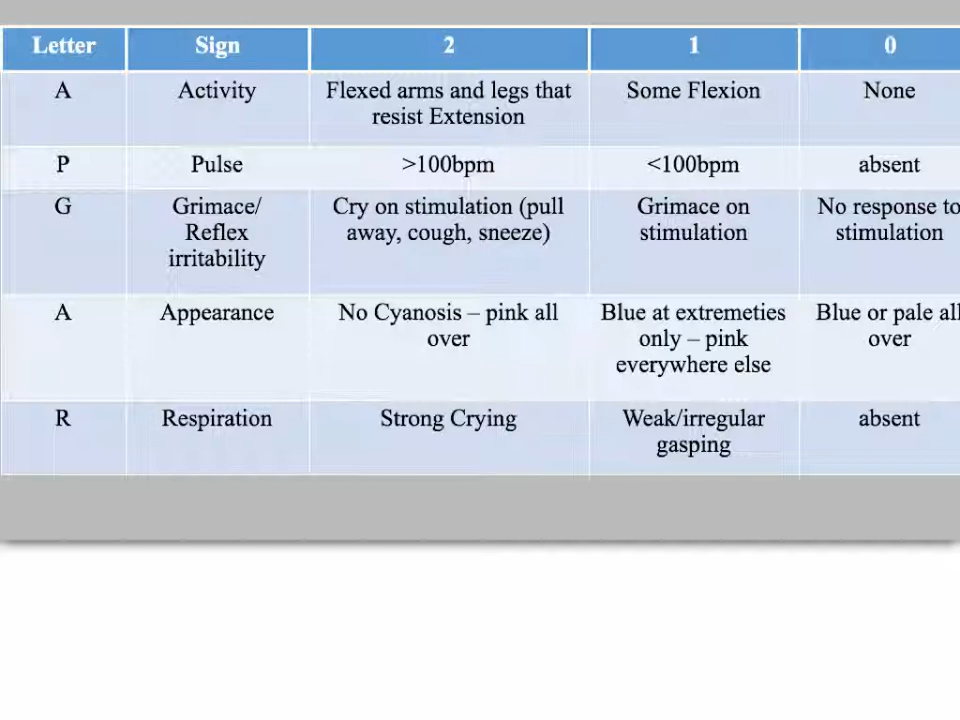 Letter Sign 2 1 0
A Activity Flexed arms and legs that Some Flexion None
resist Extension
P Pulse >100bpm <100bpm absent
G Grimace/ Cry on stimulation (pull Grimace on No response to
Reflex away, cough, sneeze) stimulation stimulation
irritability
A Appearance No Cyanosis – pink all Blue at extremeties Blue or pale all
over only – pink over
everywhere else
R Respiration Strong Crying Weak/irregular absent
gasping